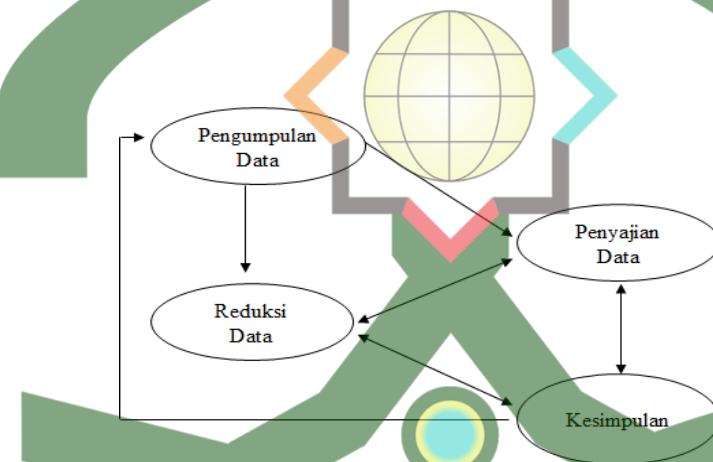 Pengumpulan
Data
Penyajian
Data
Reduksi
Data
Kesimpulan